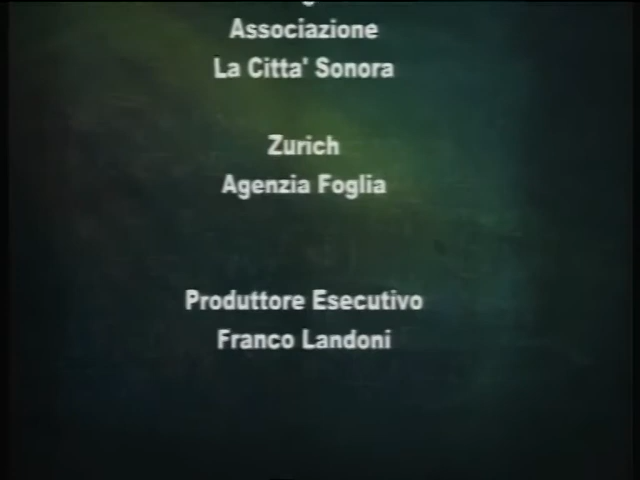 Associazione
La Citta' Sonora
Zurich
Agenzia Foglia
Produttore Esecutivo
Franco Landoni